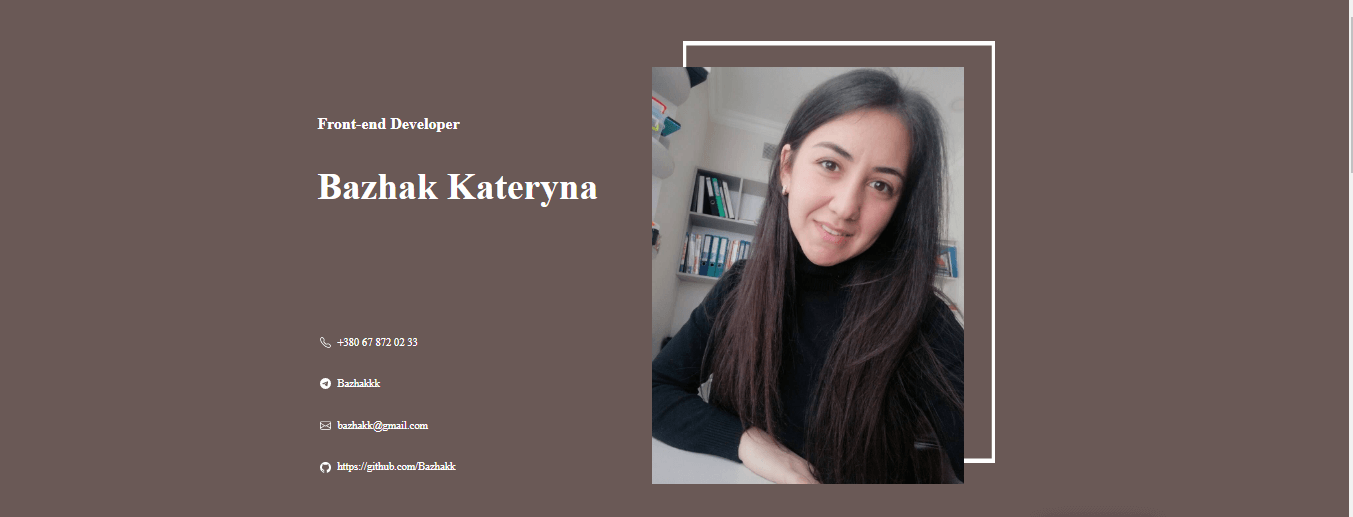 Front-end Developer
Bazhak Kateryna
+380 67 872 02 33
Bazhakkk
bazhakk@gmail.com
https://github.com/Bazhakk